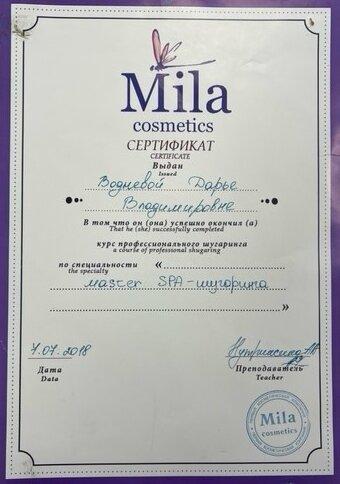 Mila
cosmetics
СЕРТИФИКАТ
CERTIFICATE
Выдан
Issued
Водневой Дарье
Владимировне
В том что он (она) успешно окончил (а)
That he (she) successfully completed
курс профессионального шугаринга
a course of professional shugaring
по специальности «
the specialty
мастер SPA-шугаринга
»
7.07.2018
Дата
Data
Преподаватель
Teacher
Mila
cosmetics